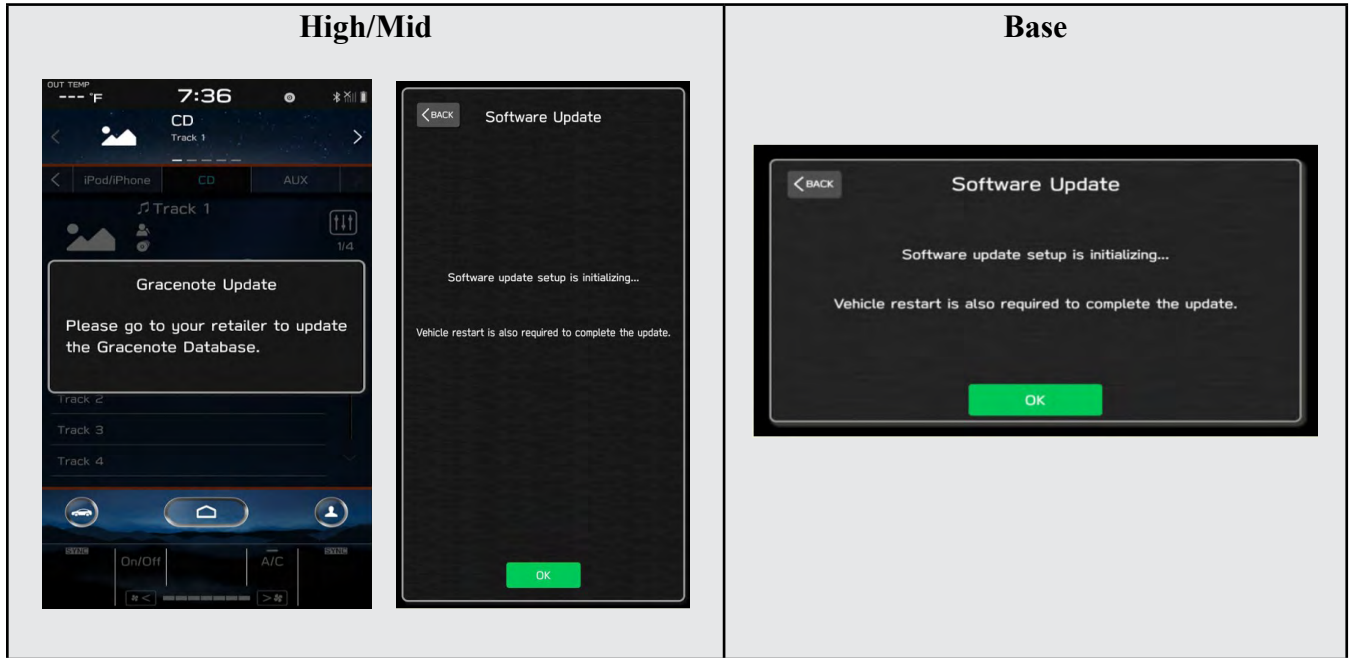 High/Mid
Base
OUT TEMP
--- °F
7:36
CD
Track 1
iPod/iPhone
CD
AUX
Track 1
1/4
Gracenote Update
Please go to your retailer to update
the Gracenote Database.
Track 2
Track 3
Track 4
SYNC
On/Off
A/C
SYNC
BACK
Software Update
Software update setup is initializing...
Vehicle restart is also required to complete the update.
OK
BACK
Software Update
Software update setup is initializing...
Vehicle restart is also required to complete the update.
OK